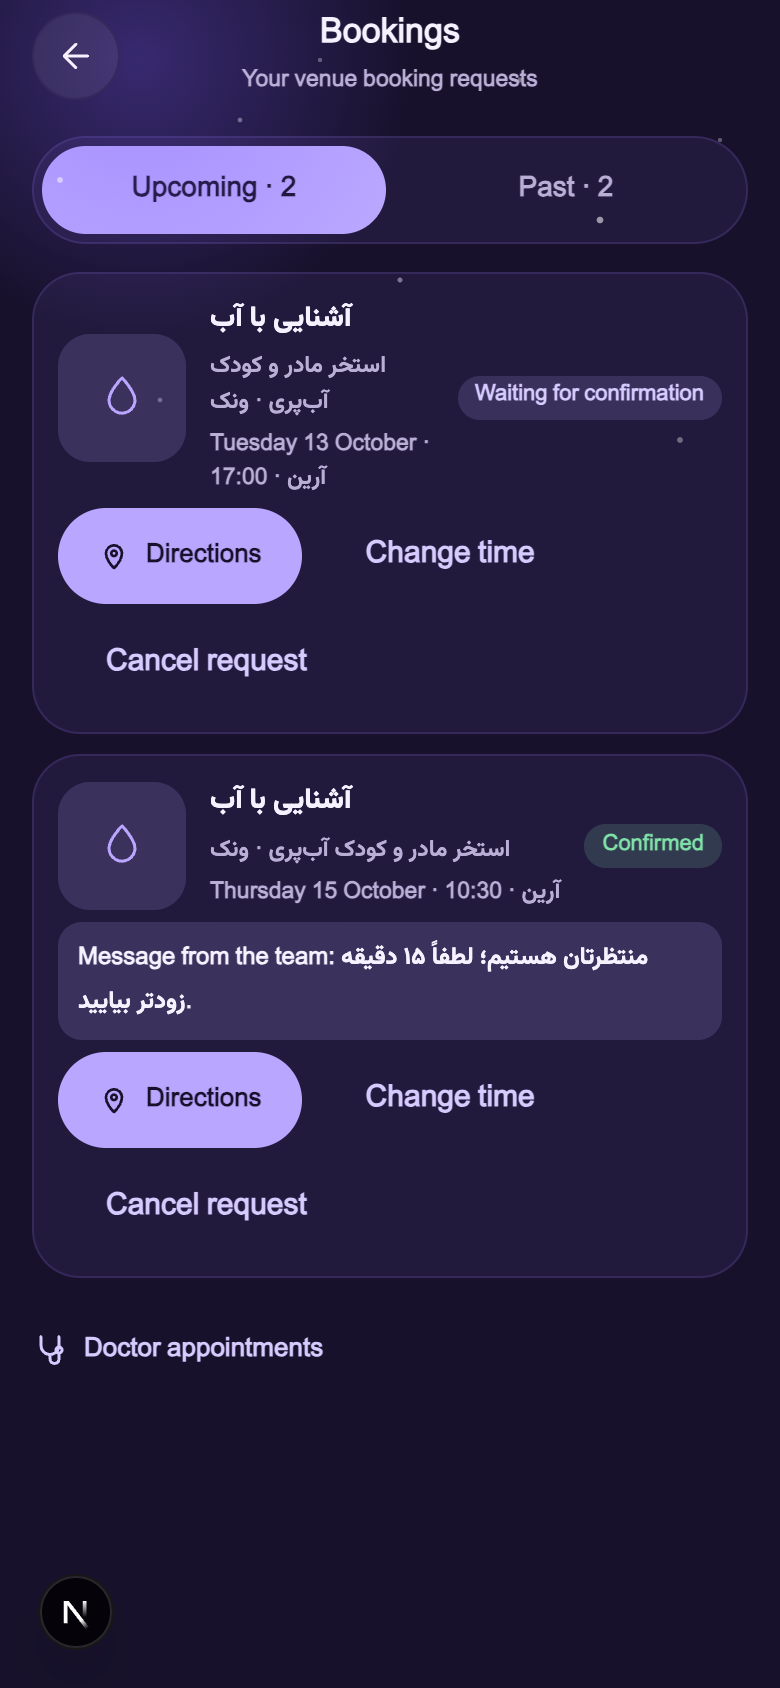 Bookings
Your venue booking requests
Upcoming · 2
Past · 2
آشنایی با آب
استخر مادر و کودک
آب‌پری · ونک
Tuesday 13 October ·
17:00 · آرین
Waiting for confirmation
Directions
Change time
Cancel request
آشنایی با آب
استخر مادر و کودک آب‌پری · ونک
Thursday 15 October · 10:30 · آرین
Confirmed
Message from the team: منتظرتان هستیم؛ لطفاً ۱۵ دقیقه
زودتر بیایید.
Directions
Change time
Cancel request
Doctor appointments
N